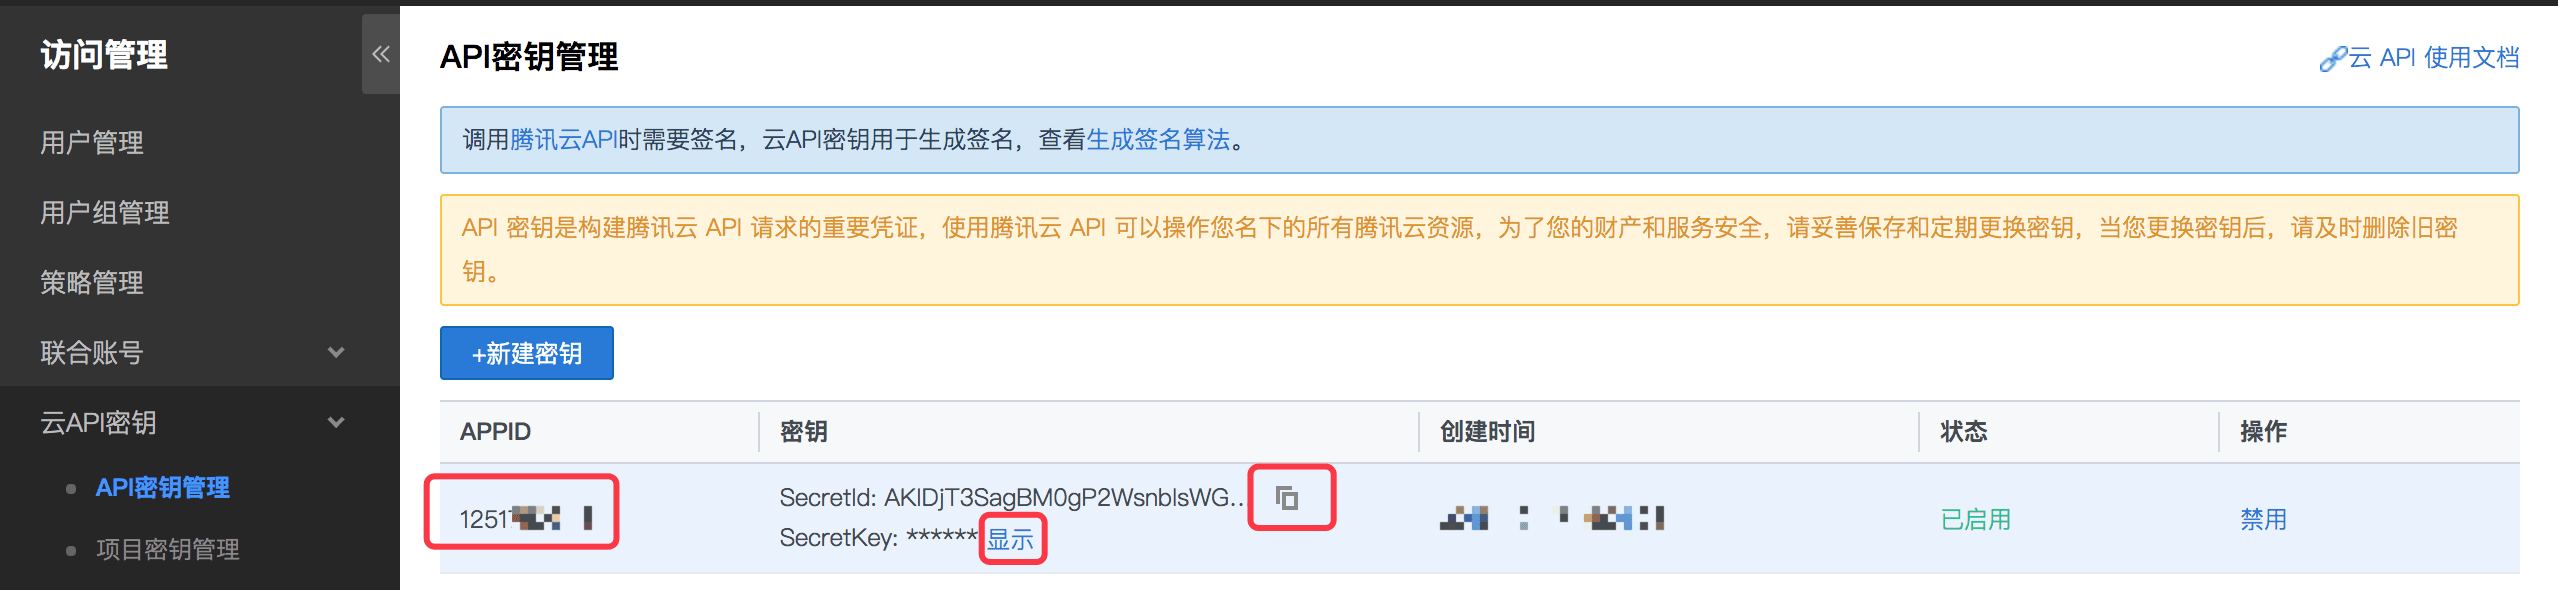 访问管理
用户管理
用户组管理
策略管理
联合账号
云API密钥
API密钥管理
项目密钥管理
API密钥管理
云 API 使用文档
调用腾讯云API时需要签名，云API密钥用于生成签名，查看生成签名算法。
API 密钥是构建腾讯云 API 请求的重要凭证，使用腾讯云 API 可以操作您名下的所有腾讯云资源，为了您的财产和服务安全，请妥善保存和定期更换密钥，当您更换密钥后，请及时删除旧密
钥。
+新建密钥
APPID 密钥 创建时间 状态 操作
1251
SecretId: AKIDjT3SagBM0gP2WsnbIsWG...
SecretKey: ****** 显示
已启用 禁用